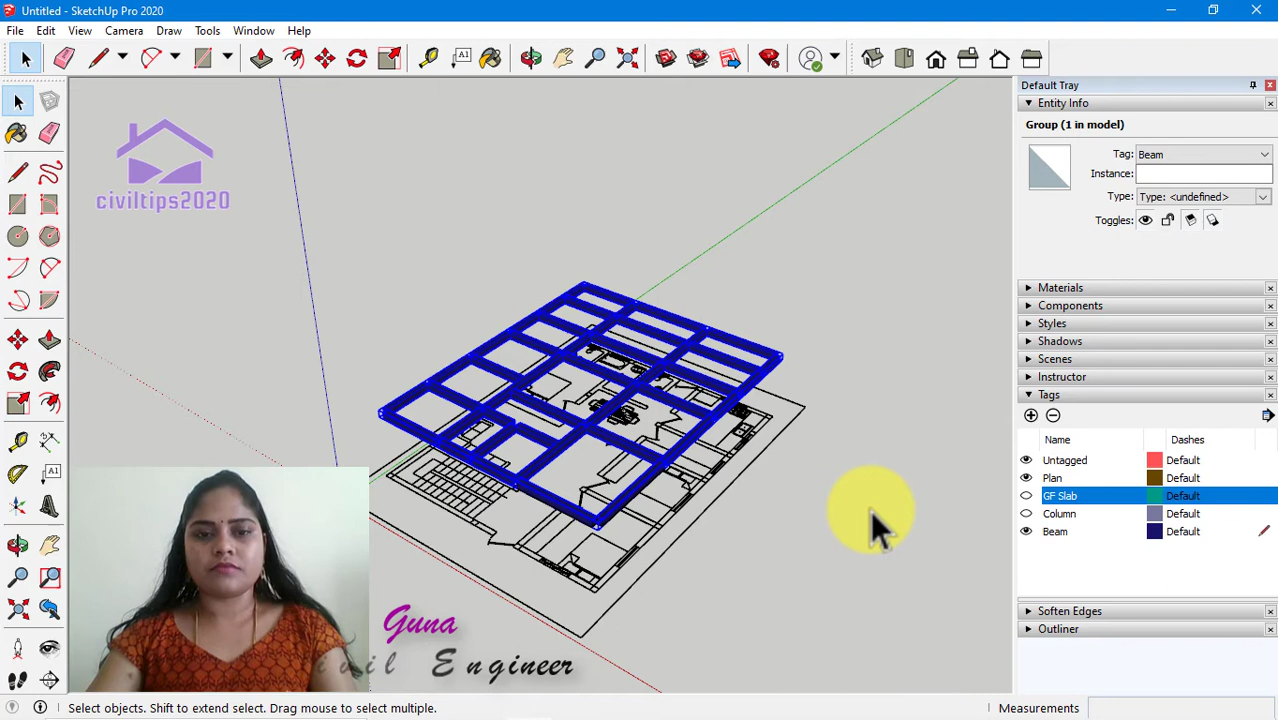 Untitled - SketchUp Pro 2020
File Edit View Camera Draw Tools Window Help
Default Tray
Entity Info
Group (1 in model)
Tag: Beam
Instance:
Type: Type: <undefined>
Toggles:
Materials
Components
Styles
Shadows
Scenes
Instructor
Tags
Name Dashes
Untagged Default
Plan Default
GF Slab Default
Column Default
Beam Default
Soften Edges
Outliner
civiltips2020
Guna
ivil Engineer
Select objects. Shift to extend select. Drag mouse to select multiple.
Measurements